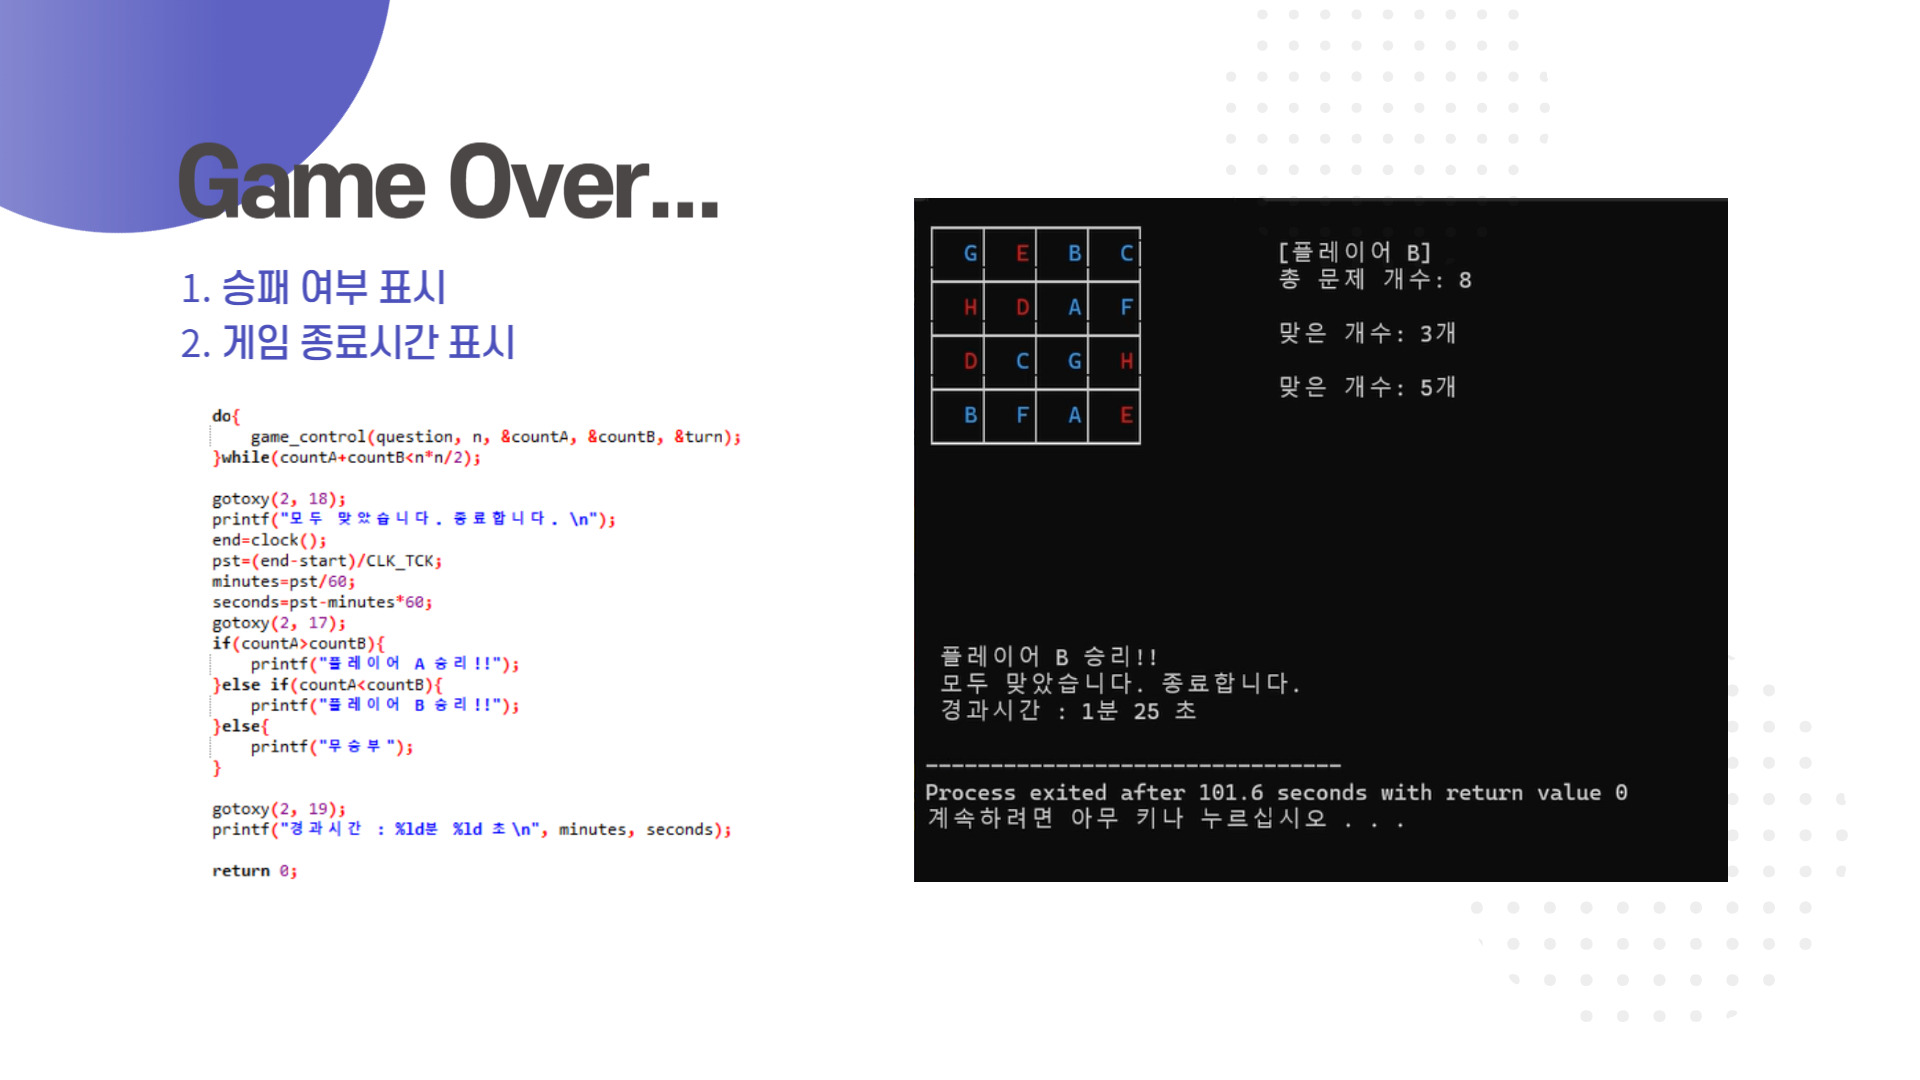 Game Over...
1. 승패 여부 표시
2. 게임 종료시간 표시
do{
game_control(question, n, &countA, &countB, &turn);
}while(countA+countB<n*n/2);
gotoxy(2, 18);
printf("모두 맞았습니다. 종료합니다. \n");
end=clock();
pst=(end-start)/CLK_TCK;
minutes=pst/60;
seconds=pst-minutes*60;
gotoxy(2, 17);
if(countA>countB){
printf("플레이어 A 승리!!");
}else if(countA<countB){
printf("플레이어 B 승리!!");
}else{
printf("무승부");
}
gotoxy(2, 19);
printf("경과시간 : %ld분 %ld 초\n", minutes, seconds);
return 0;
G E B C
H D A F
D C G H
B F A E
[플레이어 B]
총 문제 개수: 8
맞은 개수: 3개
맞은 개수: 5개
플레이어 B 승리!!
모두 맞았습니다. 종료합니다.
경과시간 : 1분 25 초
--------------------------------
Process exited after 101.6 seconds with return value 0
계속하려면 아무 키나 누르십시오 . . .